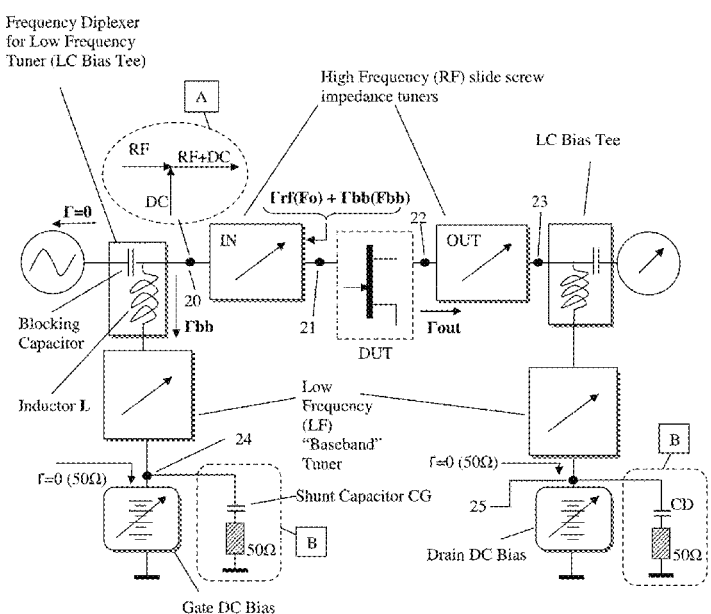 Frequency Diplexer
for Low Frequency
Tuner (LC Bias Tee)
High Frequency (RF) slide screw
impedance tuners
A
LC Bias Tee
RF
RF+DC
DC
Γrf(Fo) + Γbb(Fbb)
22
23
Γ=0
IN
OUT
20
21
Γbb
Γout
DUT
Blocking
Capacitor
Inductor L
Low
Frequency
(LF)
"Baseband"
Tuner
24
B
Γ=0 (50Ω)
Γ=0 (50Ω)
Shunt Capacitor CG
25
CD
50Ω
B
Drain DC Bias
50Ω
Gate DC Bias